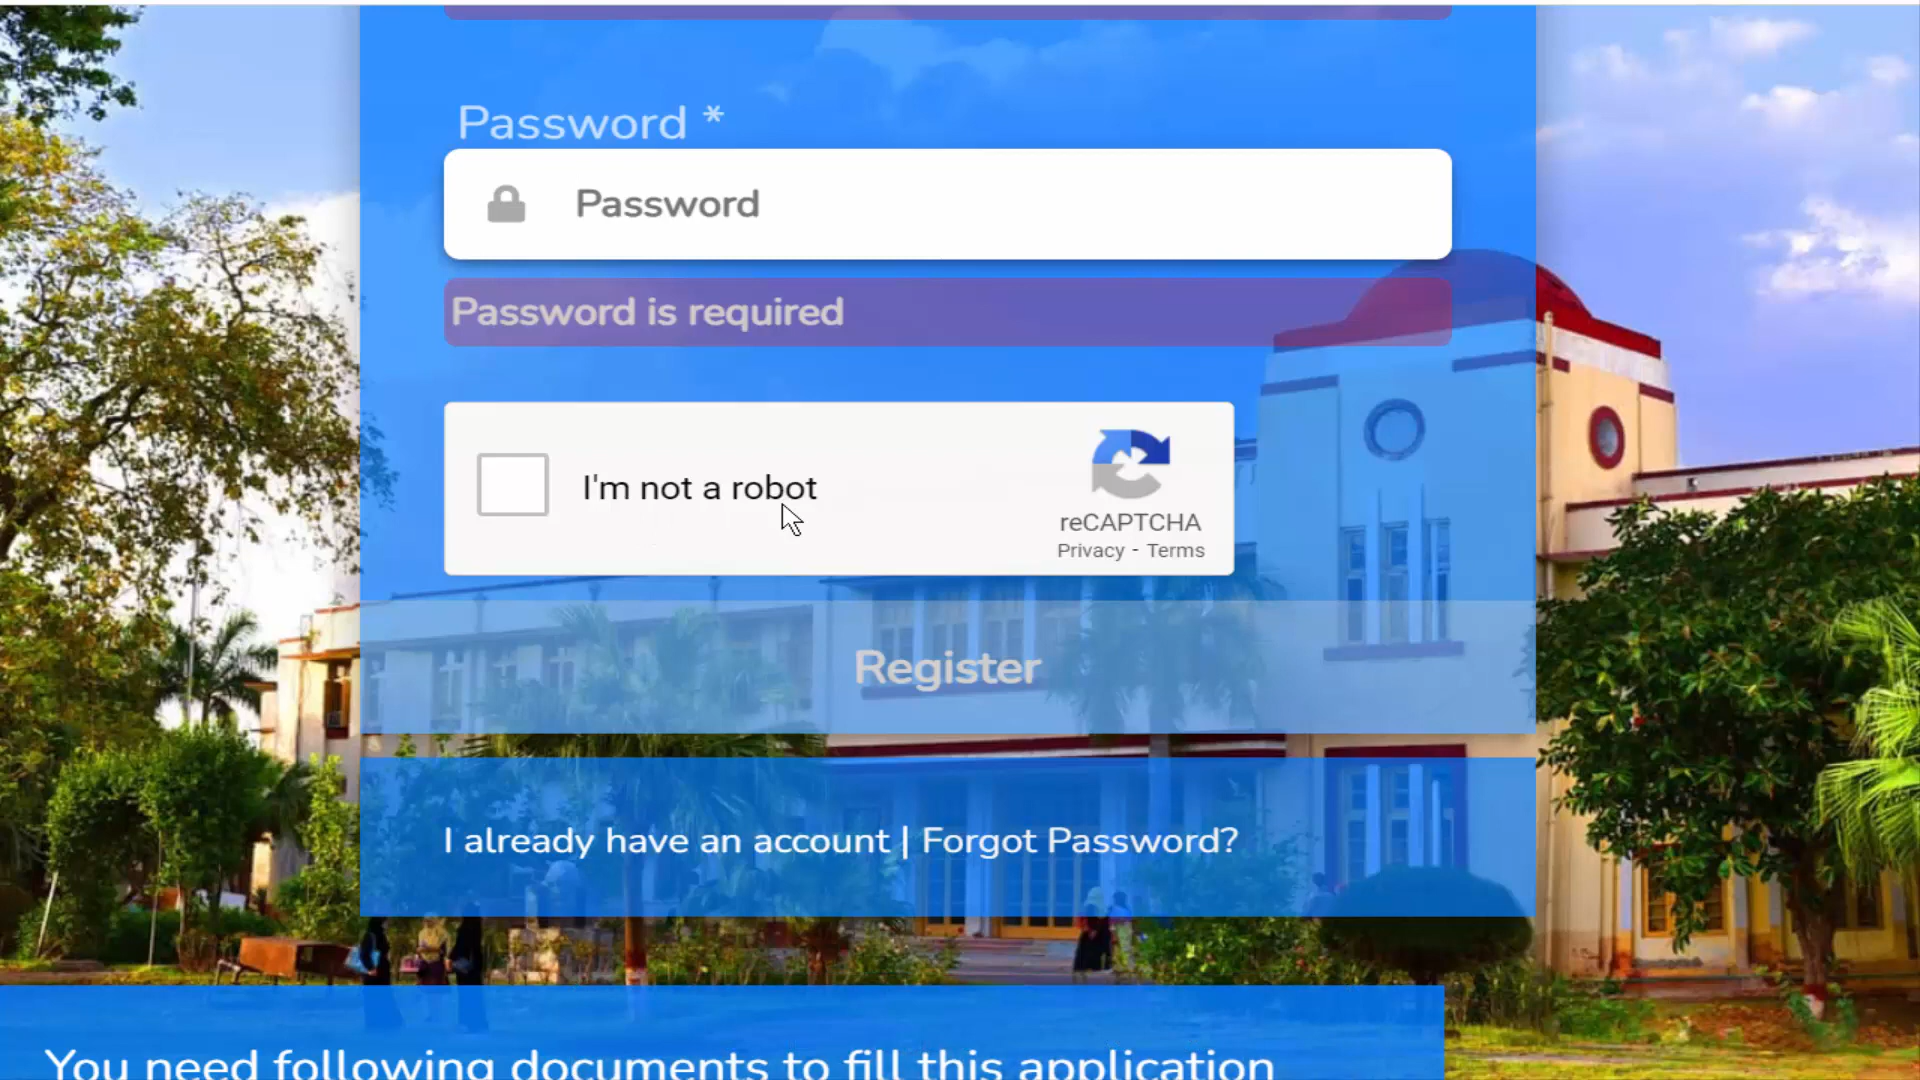 Password *
Password
Password is required
I'm not a robot
reCAPTCHA
Privacy - Terms
Register
I already have an account | Forgot Password?
You need following documents to fill this application